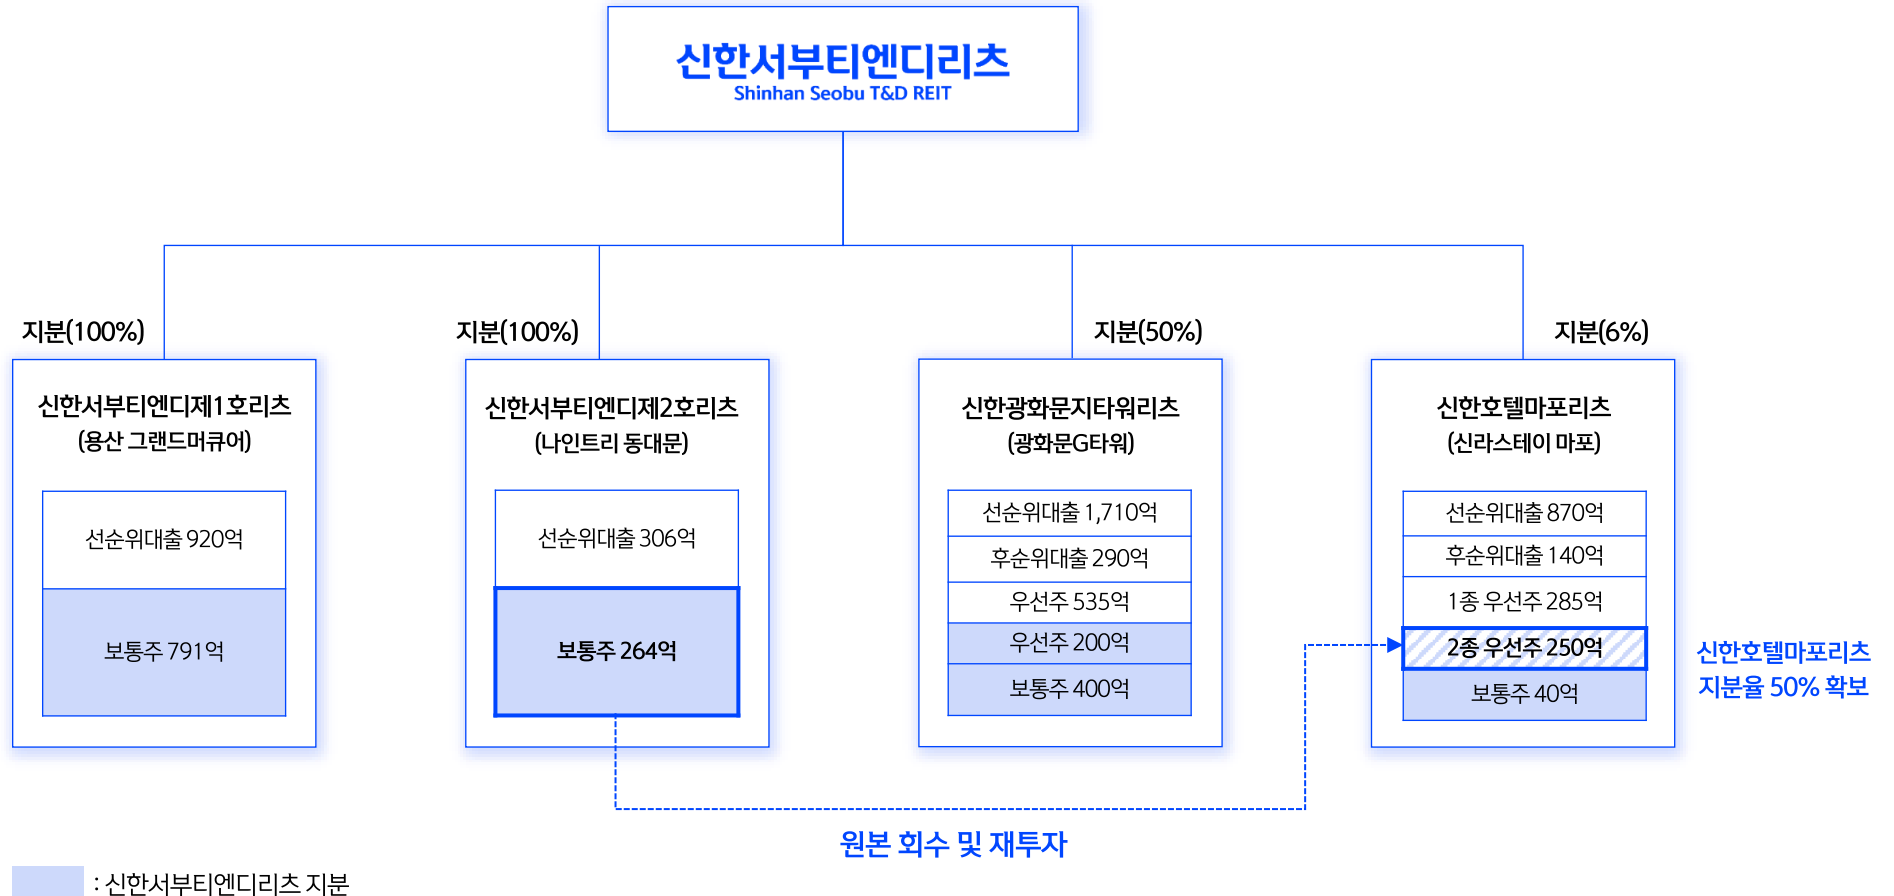 신한서부티엔디리츠
Shinhan Seobu T&D REIT
지분(100%)
신한서부티엔디제1호리츠
(용산 그랜드머큐어)
선순위대출 920억
보통주 791억
지분(100%)
신한서부티엔디제2호리츠
(나인트리 동대문)
선순위대출 306억
보통주 264억
지분(50%)
신한광화문지타워리츠
(광화문G타워)
선순위대출 1,710억
후순위대출 290억
우선주 535억
우선주 200억
보통주 400억
지분(6%)
신한호텔마포리츠
(신라스테이 마포)
선순위대출 870억
후순위대출 140억
1종 우선주 285억
2종 우선주 250억
보통주 40억
신한호텔마포리츠
지분율 50% 확보
원본 회수 및 재투자
: 신한서부티엔디리츠 지분